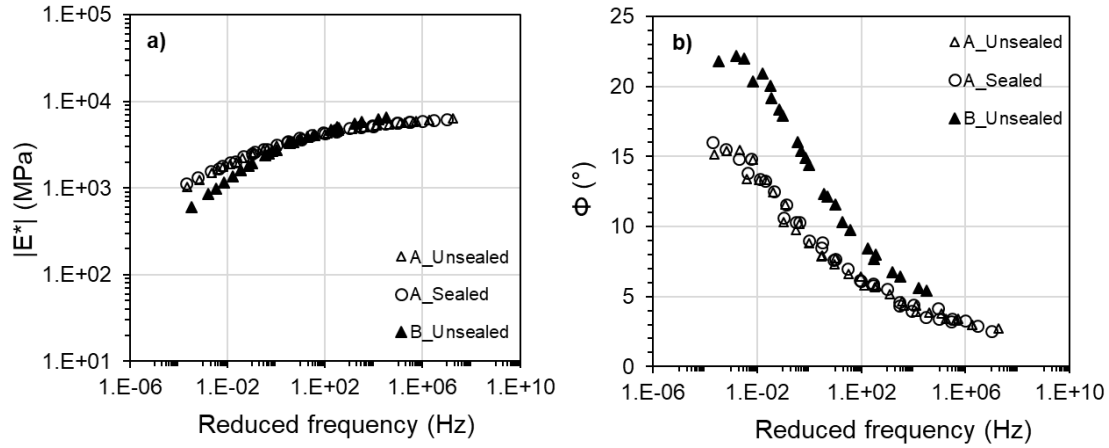 a)
1.E+05
1.E+04
1.E+03
1.E+02
1.E+01
|E*| (MPa)
A_Unsealed
A_Sealed
B_Unsealed
1.E-06
1.E-02
1.E+02
1.E+06
1.E+10
Reduced frequency (Hz)
b)
25
20
15
10
5
0
Φ (°)
A_Unsealed
A_Sealed
B_Unsealed
1.E-06
1.E-02
1.E+02
1.E+06
1.E+10
Reduced frequency (Hz)